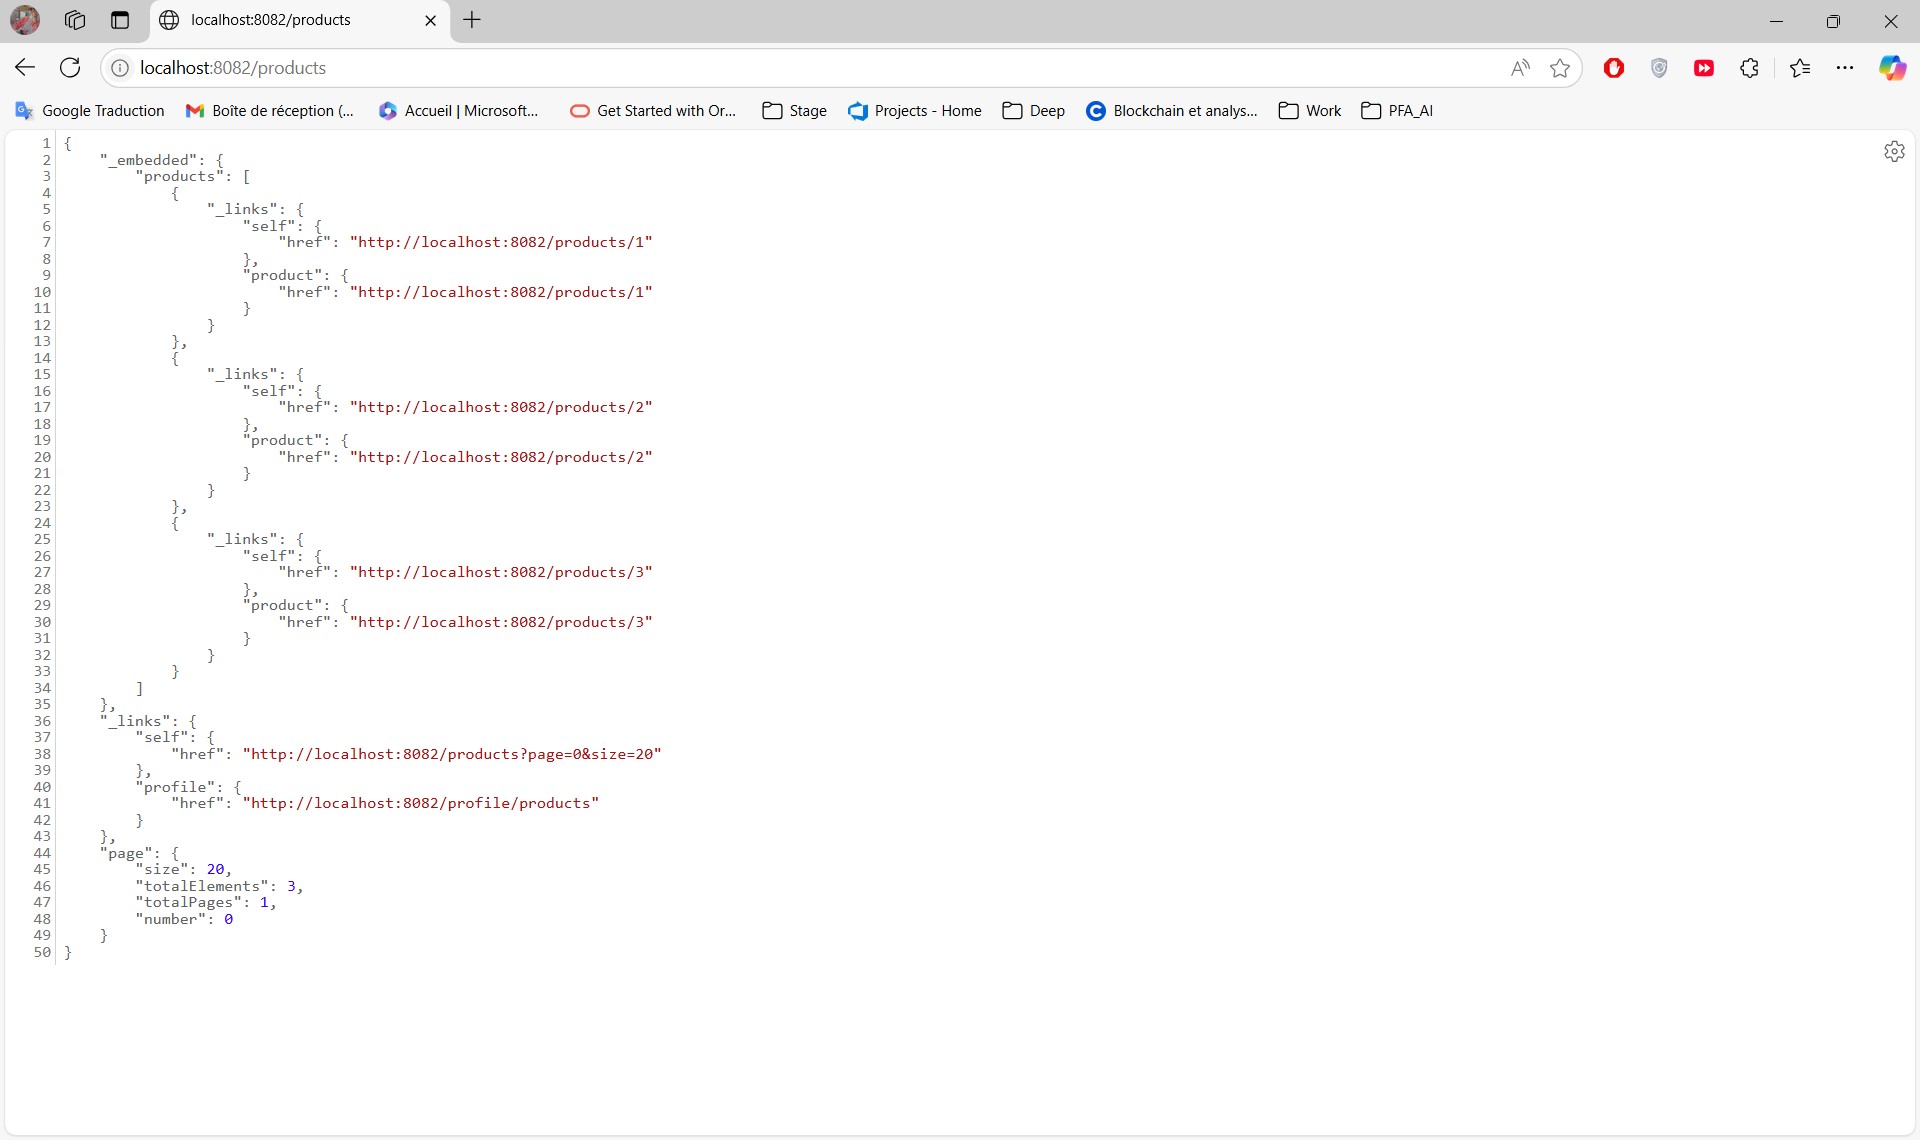 localhost:8082/products
localhost:8082/products
Google Traduction
Boîte de réception (...
Accueil | Microsoft...
Get Started with Or...
Stage
Projects - Home
Deep
Blockchain et analys...
Work
PFA_AI
1 {
2 "_embedded": {
3 "products": [
4 {
5 "_links": {
6 "self": {
7 "href": "http://localhost:8082/products/1"
8 },
9 "product": {
10 "href": "http://localhost:8082/products/1"
11 }
12 }
13 },
14 {
15 "_links": {
16 "self": {
17 "href": "http://localhost:8082/products/2"
18 },
19 "product": {
20 "href": "http://localhost:8082/products/2"
21 }
22 }
23 },
24 {
25 "_links": {
26 "self": {
27 "href": "http://localhost:8082/products/3"
28 },
29 "product": {
30 "href": "http://localhost:8082/products/3"
31 }
32 }
33 }
34 ]
35 },
36 "_links": {
37 "self": {
38 "href": "http://localhost:8082/products?page=0&size=20"
39 },
40 "profile": {
41 "href": "http://localhost:8082/profile/products"
42 }
43 },
44 "page": {
45 "size": 20,
46 "totalElements": 3,
47 "totalPages": 1,
48 "number": 0
49 }
50 }